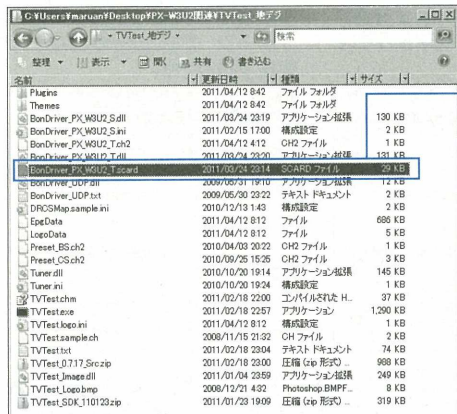 C:¥Users¥maruan¥Desktop¥PX-W3U2関連¥TVTest_地デジ
TVTest_地デジ
検索
整理 表示 開く 共有 書き込む
名前 更新日時 種類 サイズ
Plugins 2011/04/12 8:42 ファイル フォルダ
Themes 2011/04/12 8:42 ファイル フォルダ
BonDriver_PX_W3U2_S.dll 2011/03/24 23:19 アプリケーション拡張 130 KB
BonDriver_PX_W3U2_S.ini 2011/02/15 17:00 構成設定 2 KB
BonDriver_PX_W3U2_T.ch2 2011/04/12 4:12 CH2 ファイル 1 KB
BonDriver_PX_W3U2_T.dll 2011/03/24 23:20 アプリケーション拡張 131 KB
BonDriver_PX_W3U2_T.scard 2011/03/24 23:14 SCARD ファイル 29 KB
BonDriver_UDP.dll 2009/05/31 19:10 アプリケーション拡張 12 KB
BonDriver_UDP.txt 2009/05/30 23:22 テキスト ドキュメント 2 KB
DRCSMap.sample.ini 2010/12/13 1:43 構成設定 2 KB
EpgData 2011/04/12 8:12 ファイル 686 KB
LogoData 2011/04/12 8:12 ファイル 5 KB
Preset_BS.ch2 2010/04/03 20:22 CH2 ファイル 1 KB
Preset_CS.ch2 2010/09/25 15:25 CH2 ファイル 3 KB
Tuner.dll 2010/10/20 19:14 アプリケーション拡張 145 KB
Tuner.ini 2010/10/20 19:24 構成設定 1 KB
TVTest.chm 2011/02/18 22:00 コンパイルされた H... 37 KB
TVTest.exe 2011/02/18 22:57 アプリケーション 1,290 KB
TVTest.logo.ini 2011/04/12 8:12 構成設定 1 KB
TVTest.sample.ch 2008/11/15 21:32 CH ファイル 2 KB
TVTest.txt 2011/02/18 23:04 テキスト ドキュメント 74 KB
TVTest_0.7.17_Src.zip 2011/02/18 23:00 圧縮 (zip 形式) ... 988 KB
TVTest_Image.dll 2011/01/04 23:59 アプリケーション拡張 249 KB
TVTest_Logo.bmp 2008/12/21 4:32 Photoshop.BMPF... 8 KB
TVTest_SDK_110123.zip 2011/01/23 19:09 圧縮 (zip 形式) ... 319 KB